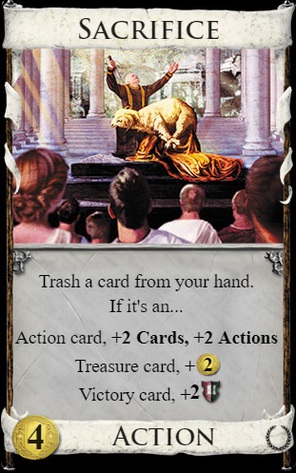 SACRIFICE
Trash a card from your hand.
If it's an...
Action card, +2 Cards, +2 Actions
Treasure card, +2
Victory card, +2
4
ACTION